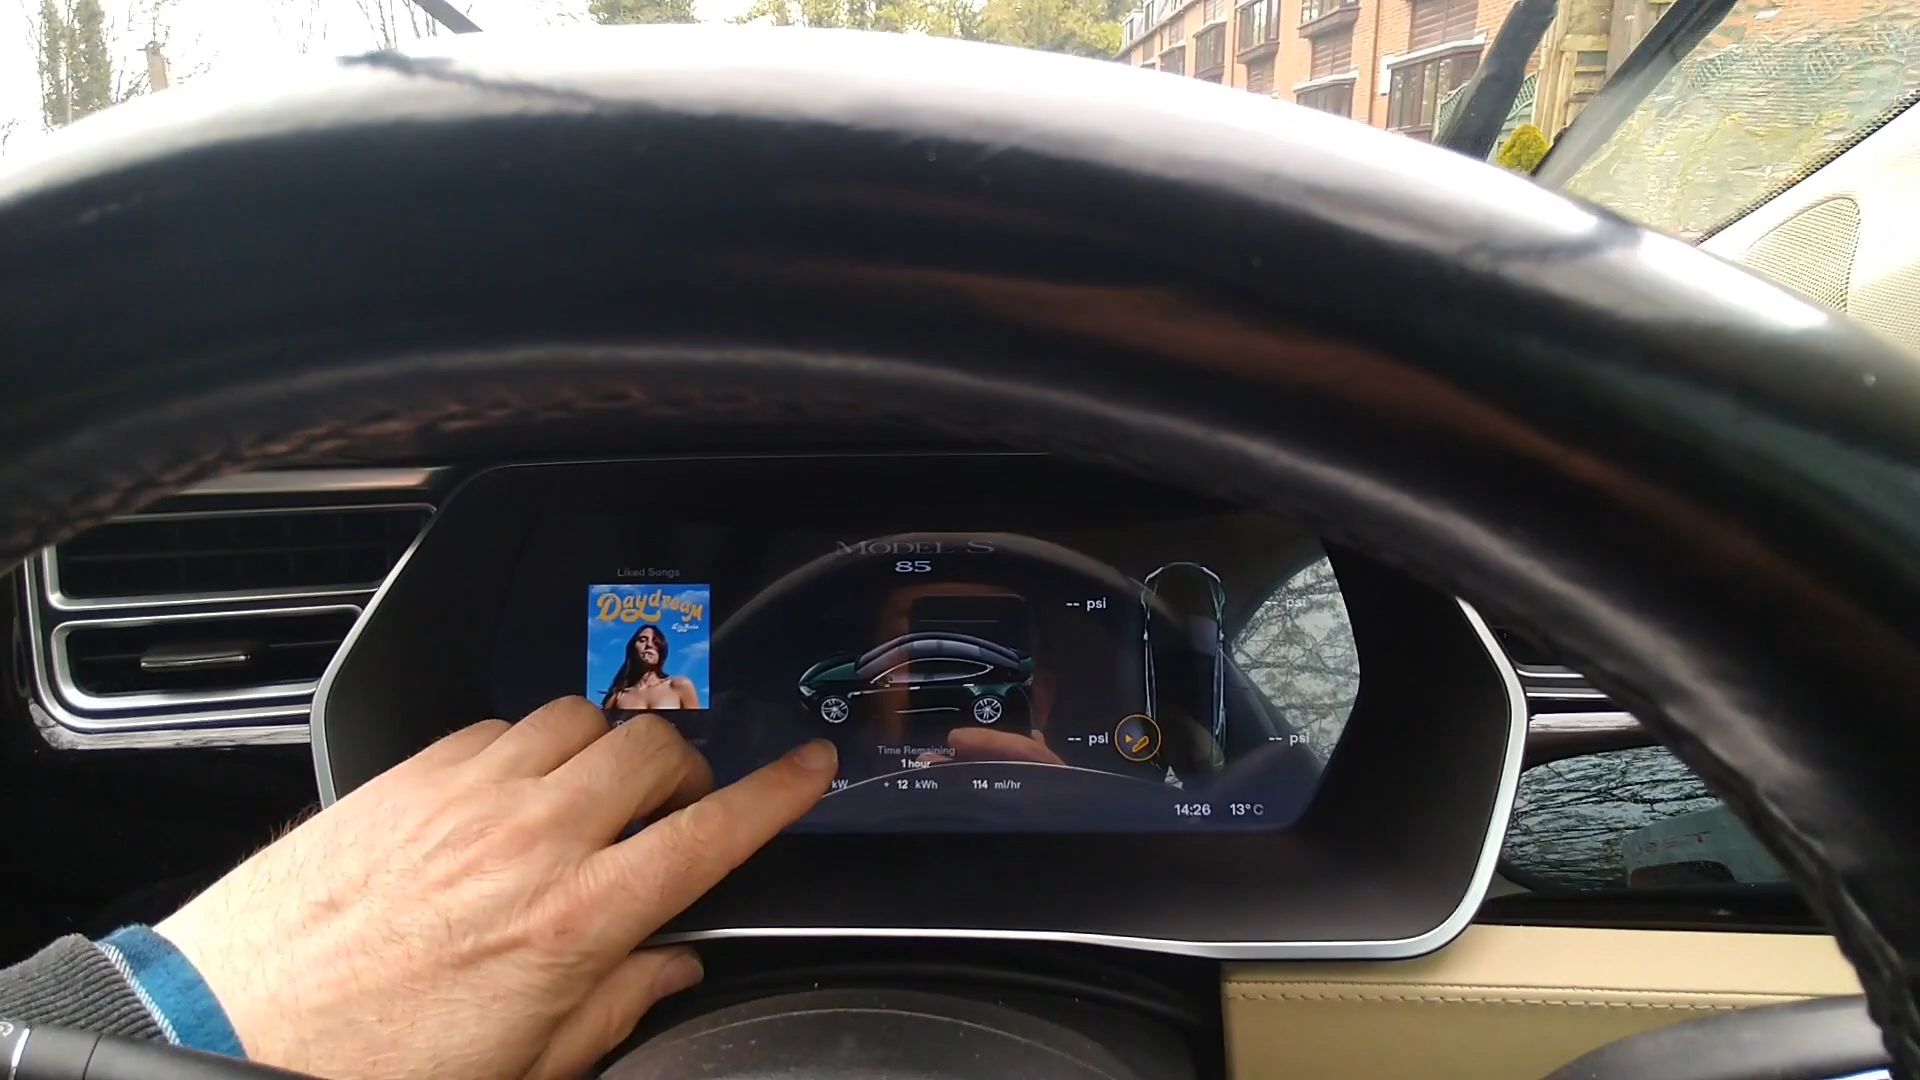 MODEL S
85
Liked Songs
Daydream
-- psi
-- psi
-- psi
-- psi
Time Remaining
1 hour
kW + 12 kWh 114 mi/hr
14:26 13°C